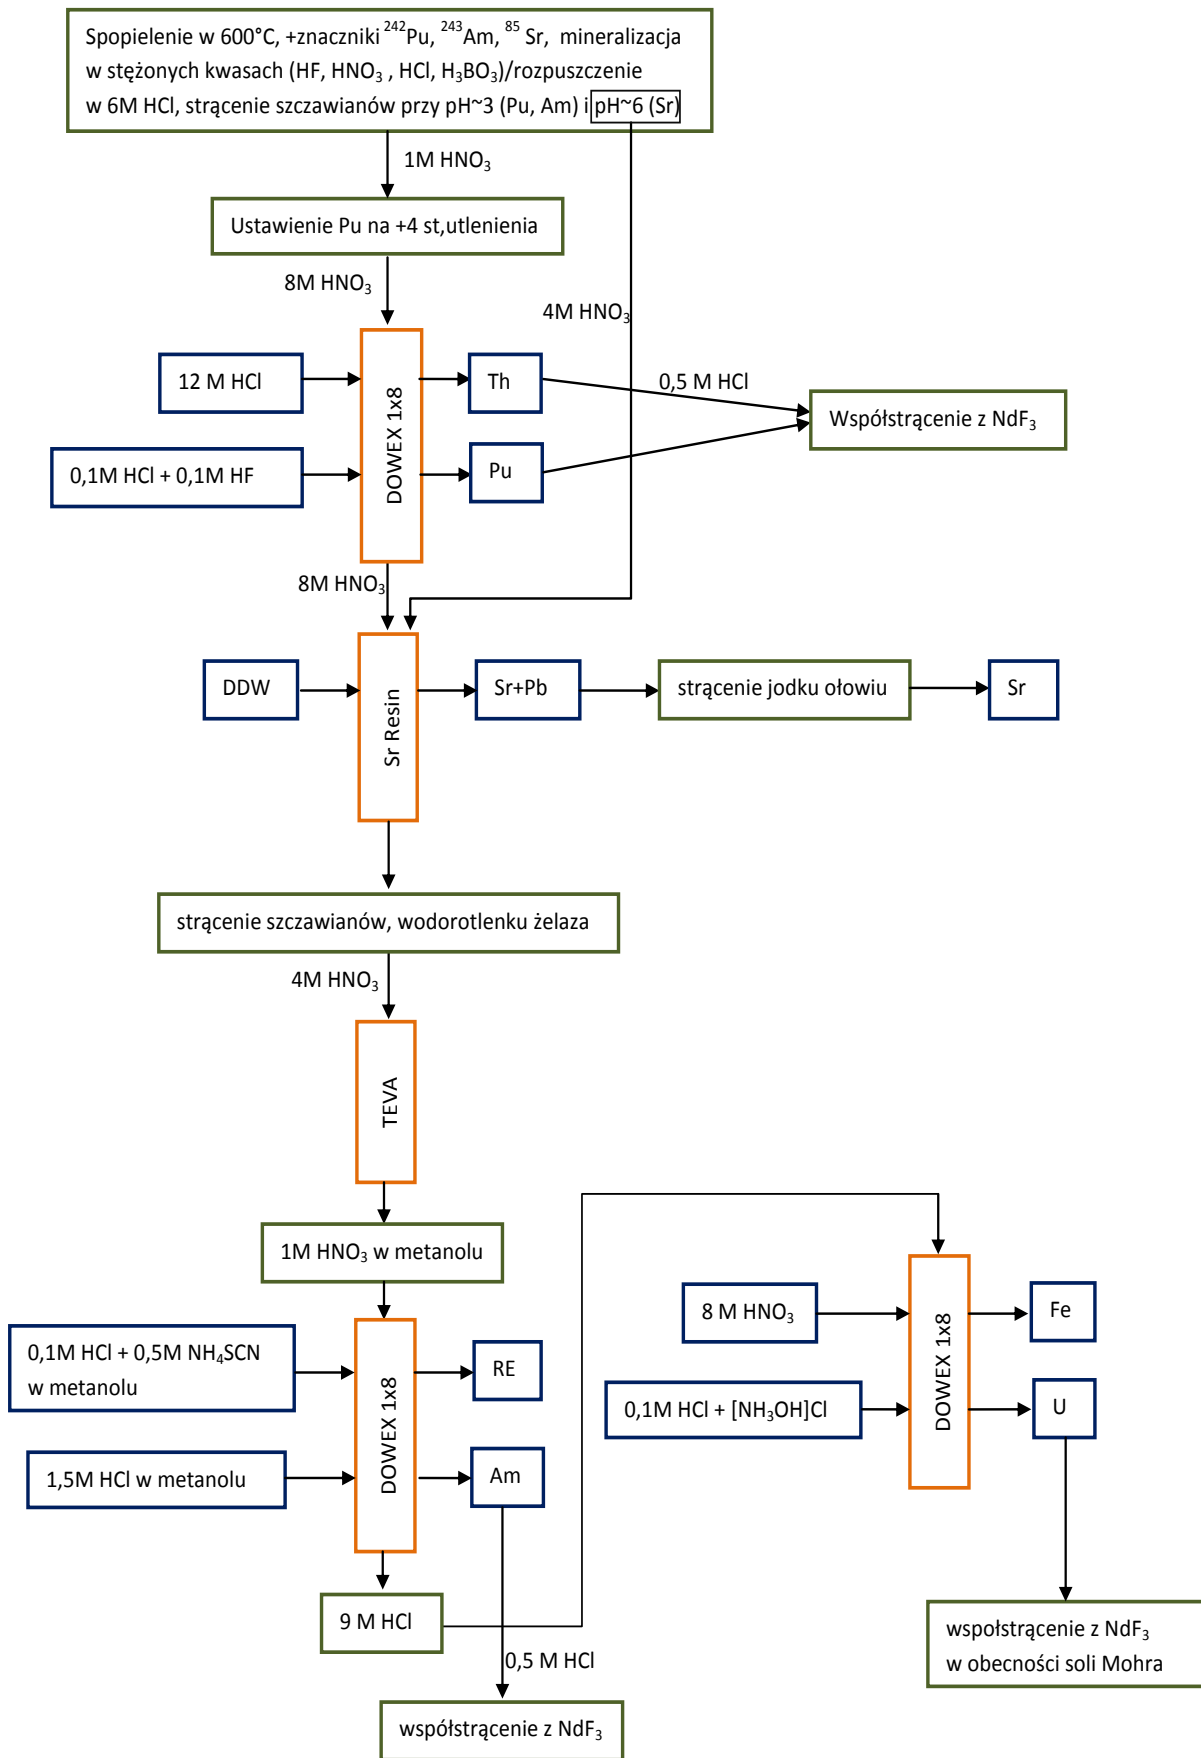 Spopielenie w 600°C, +znaczniki ²⁴²Pu, ²⁴³Am, ⁸⁵ Sr, mineralizacja
w stężonych kwasach (HF, HNO₃ , HCl, H₃BO₃)/rozpuszczenie
w 6M HCl, strącenie szczawianów przy pH~3 (Pu, Am) i pH~6 (Sr)
1M HNO₃
Ustawienie Pu na +4 st,utlenienia
8M HNO₃
4M HNO₃
12 M HCl
DOWEX 1x8
Th
0,5 M HCl
Współstrącenie z NdF₃
0,1M HCl + 0,1M HF
Pu
8M HNO₃
DDW
Sr Resin
Sr+Pb
strącenie jodku ołowiu
Sr
strącenie szczawianów, wodorotlenku żelaza
4M HNO₃
TEVA
1M HNO₃ w metanolu
0,1M HCl + 0,5M NH₄SCN
w metanolu
DOWEX 1x8
RE
1,5M HCl w metanolu
Am
9 M HCl
0,5 M HCl
współstrącenie z NdF₃
8 M HNO₃
DOWEX 1x8
Fe
0,1M HCl + [NH₃OH]Cl
U
wspołstrącenie z NdF₃
w obecności soli Mohra